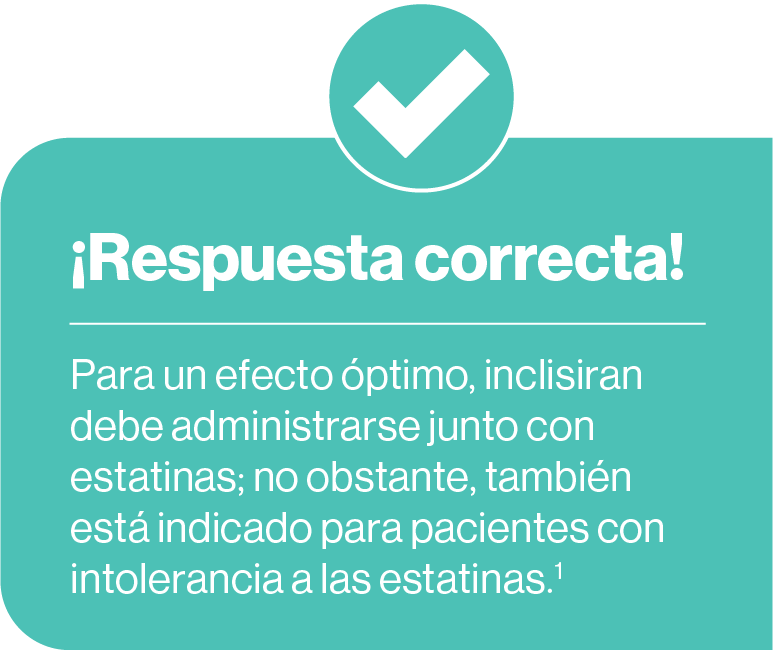 ¡Respuesta correcta!
Para un efecto óptimo, inclisiran
debe administrarse junto con
estatinas; no obstante, también
está indicado para pacientes con
intolerancia a las estatinas.¹